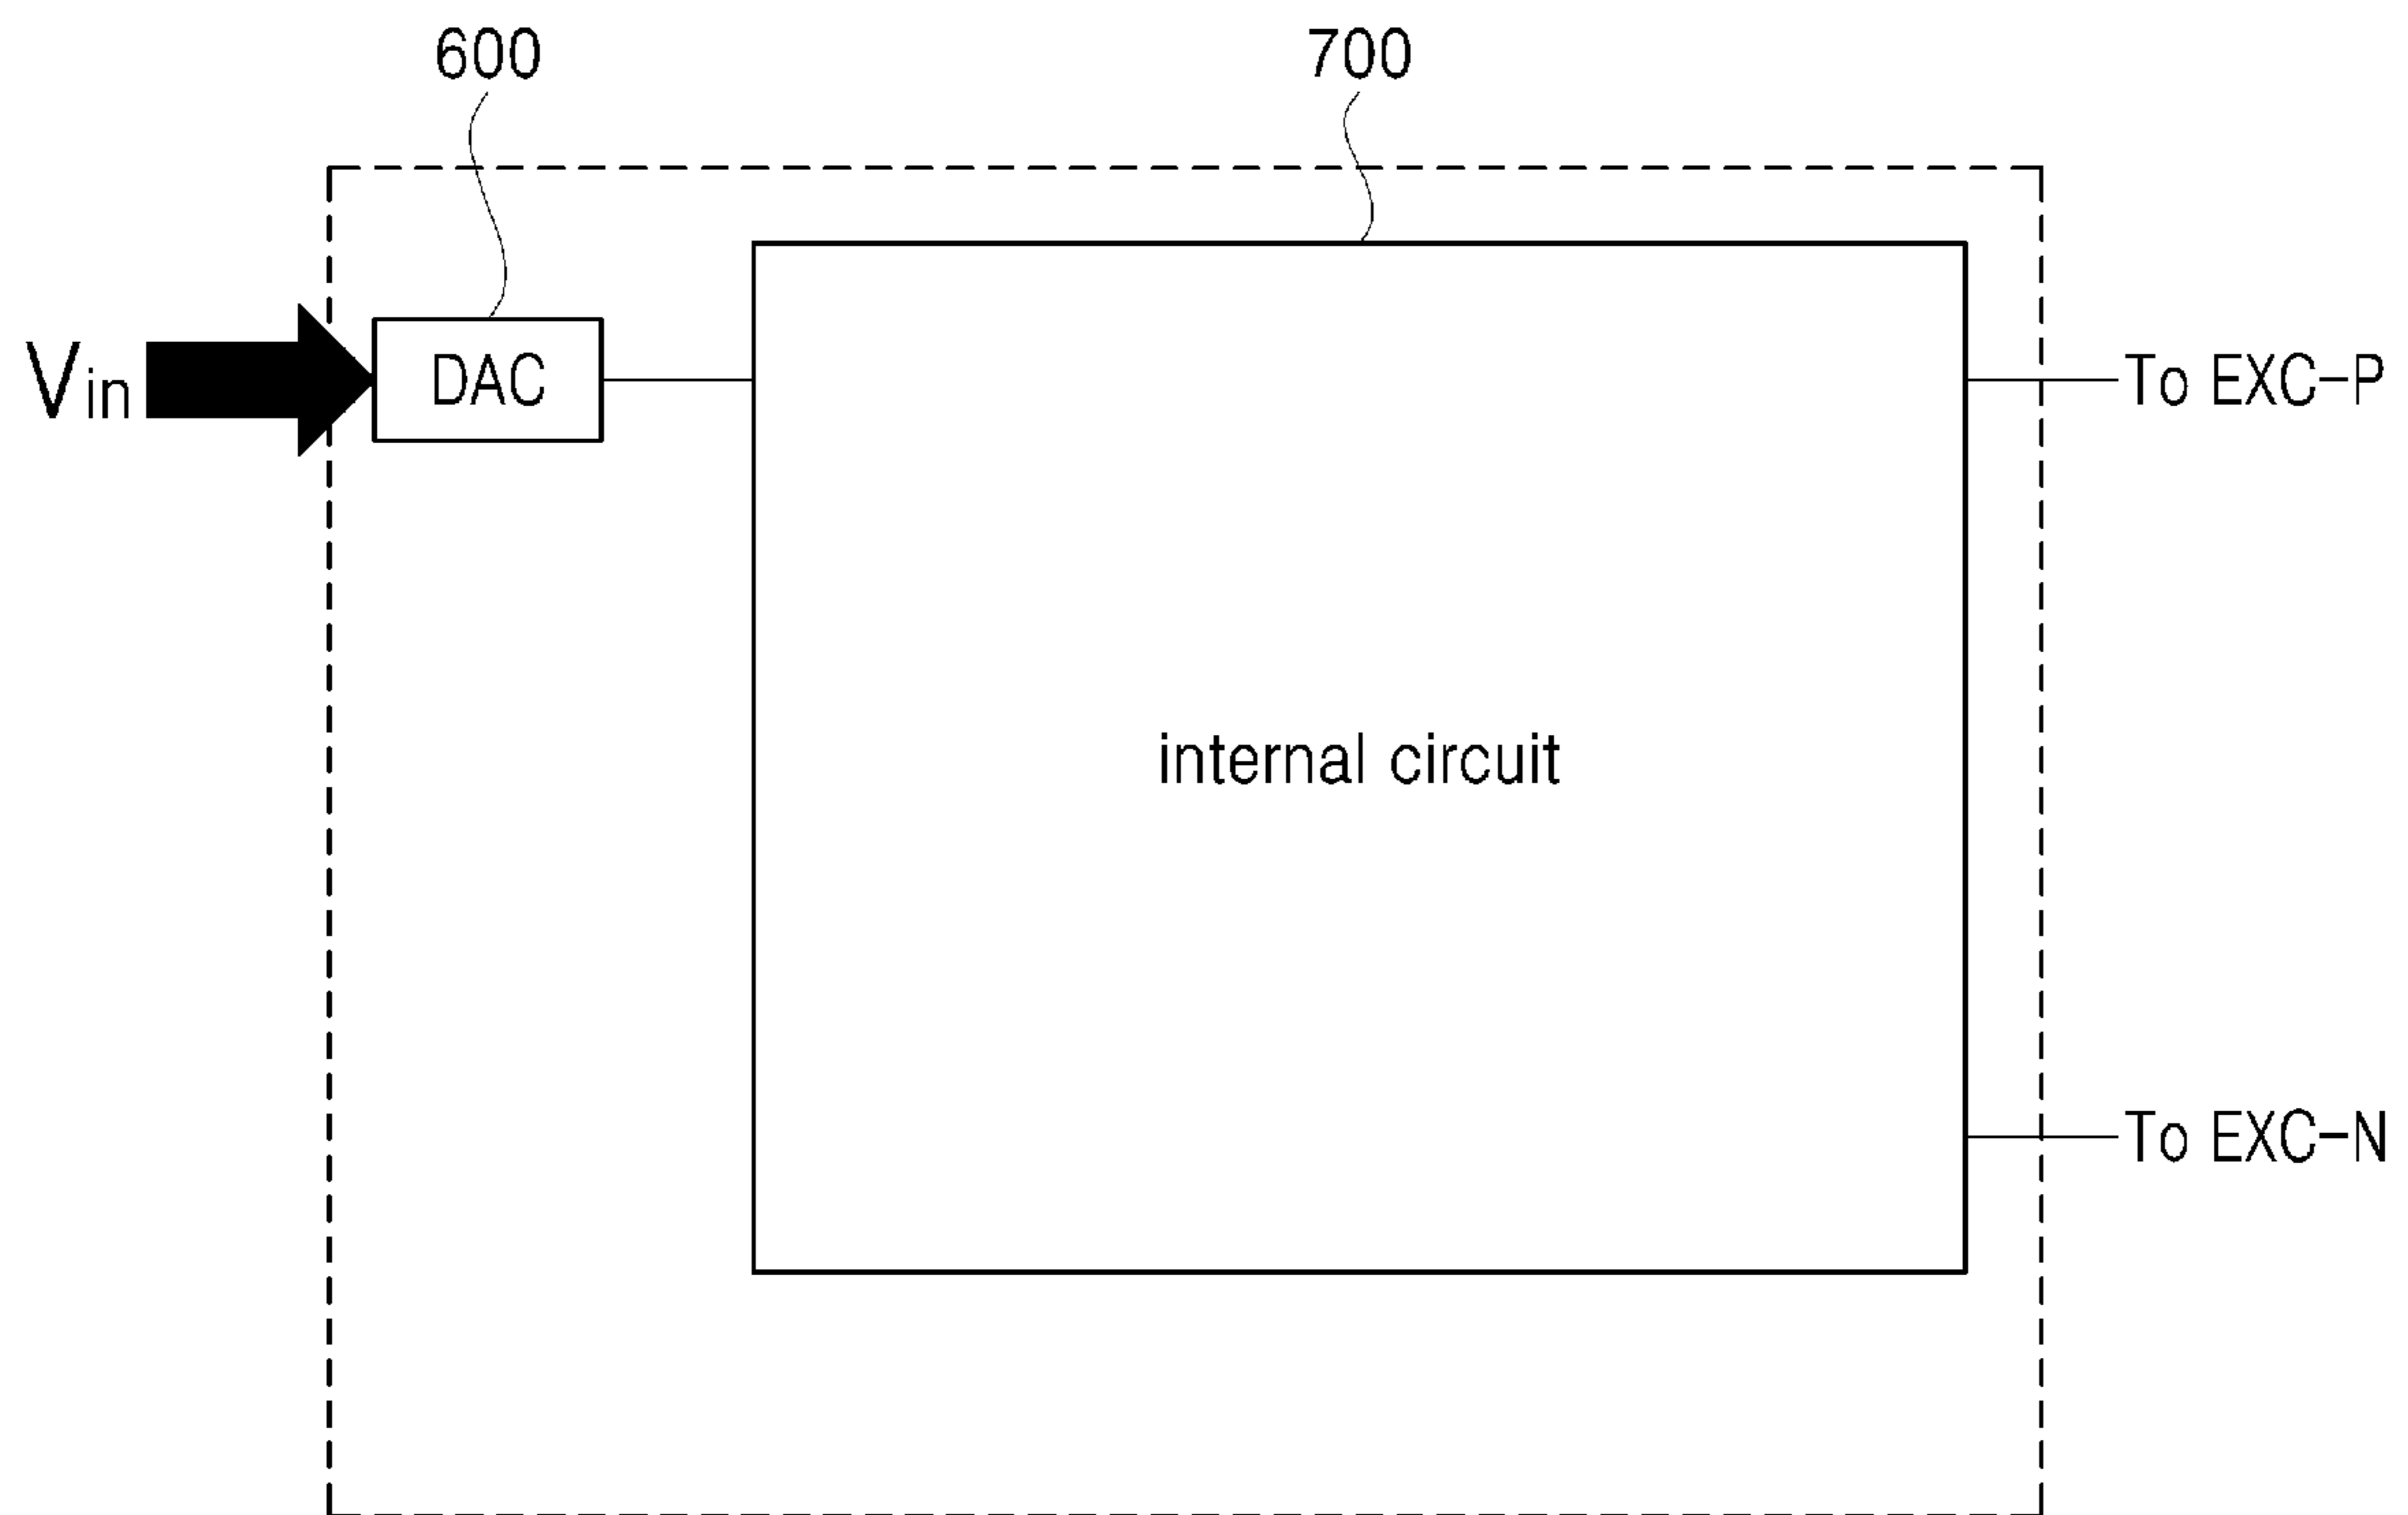 600
700
Vin
DAC
To EXC-P
internal circuit
To EXC-N